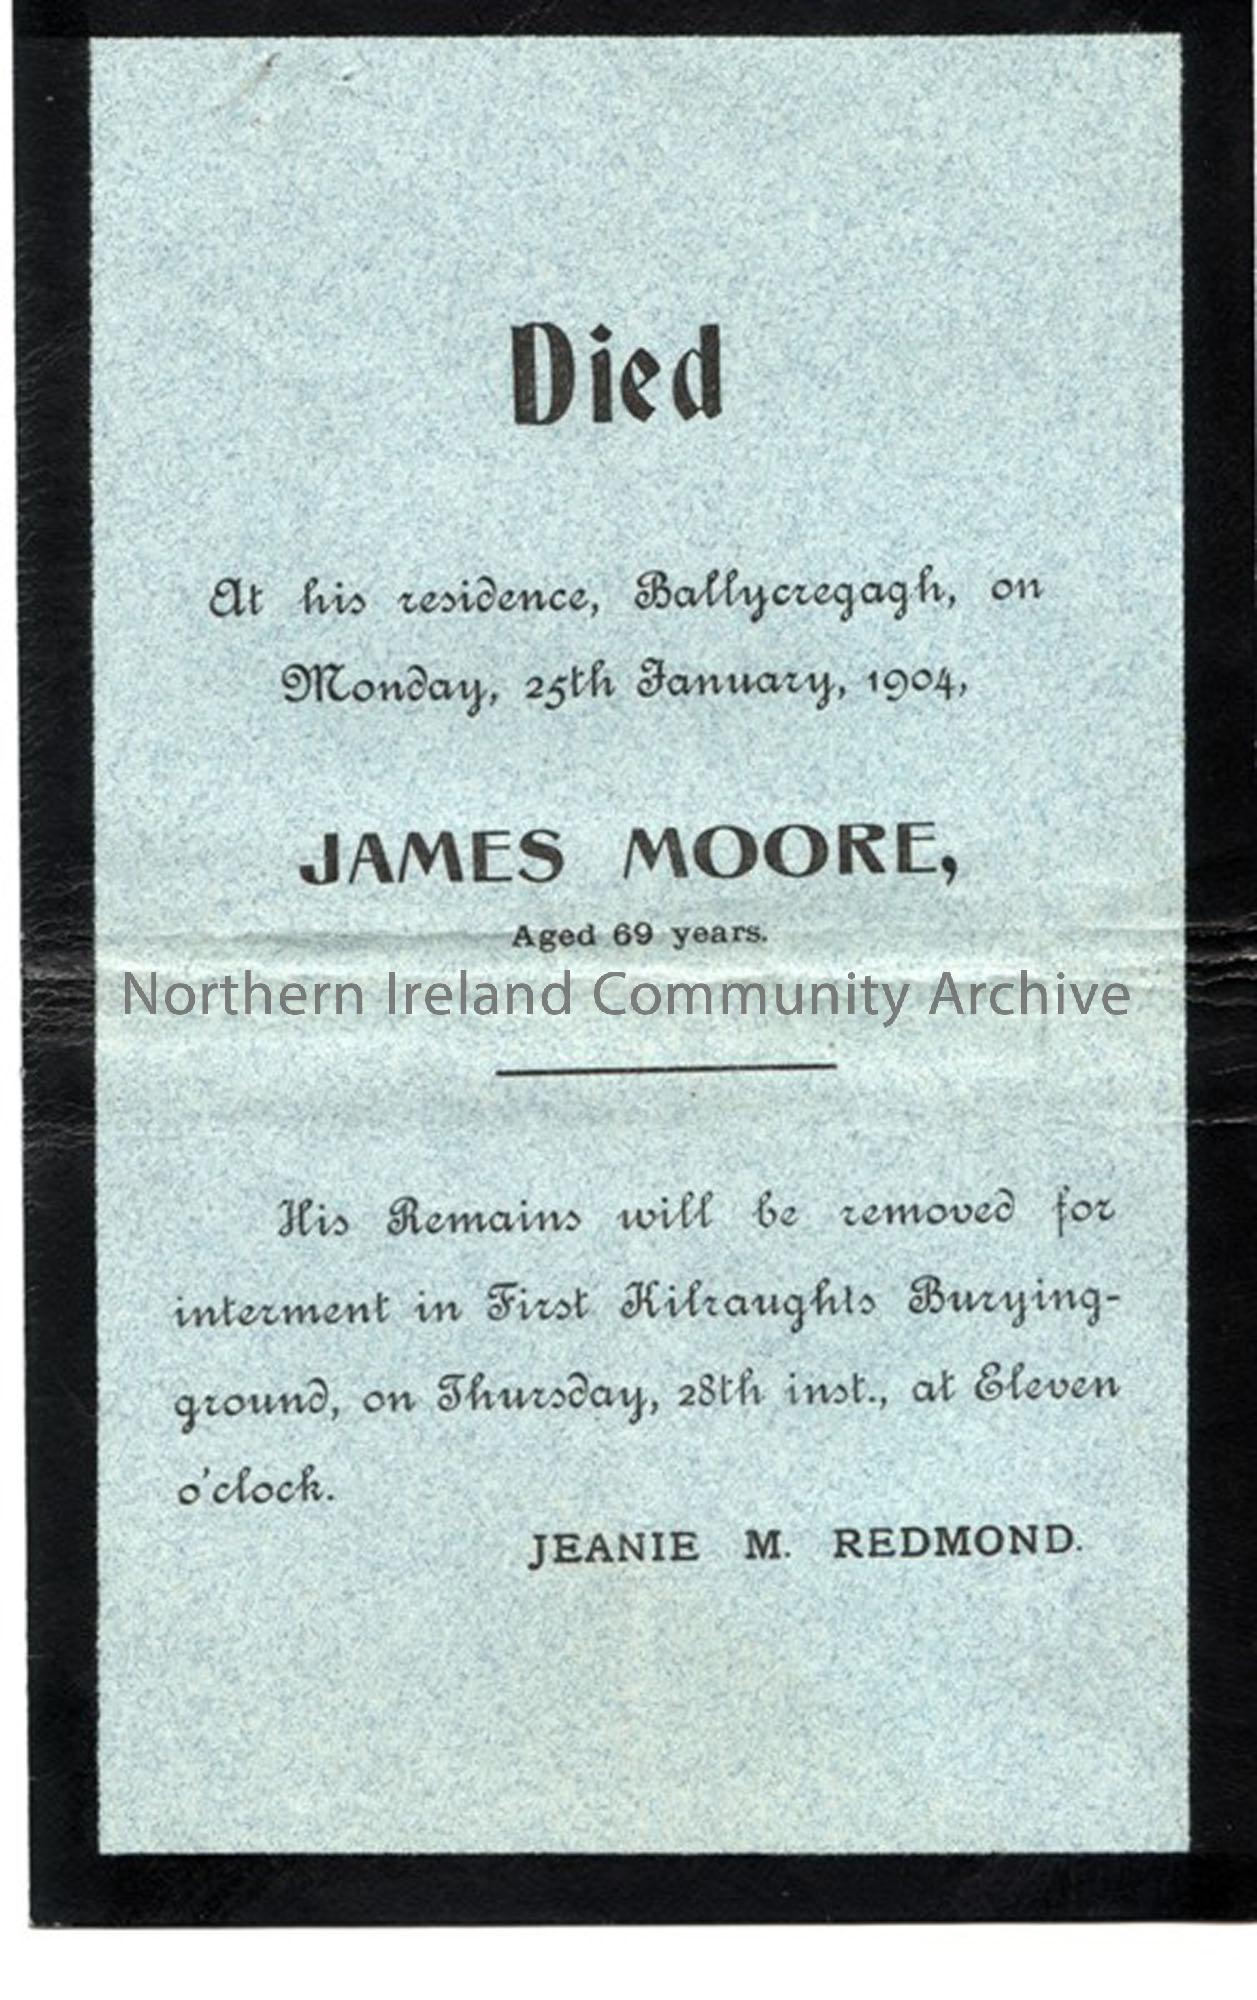 Died
At his residence, Ballycregagh, on
Monday, 25th January, 1904,
JAMES MOORE,
Aged 69 years.
Northern Ireland Community Archive
His Remains will be removed for
interment in First Kilraughts Burying-
ground, on Thursday, 28th inst., at Eleven
o'clock.
JEANIE M. REDMOND.